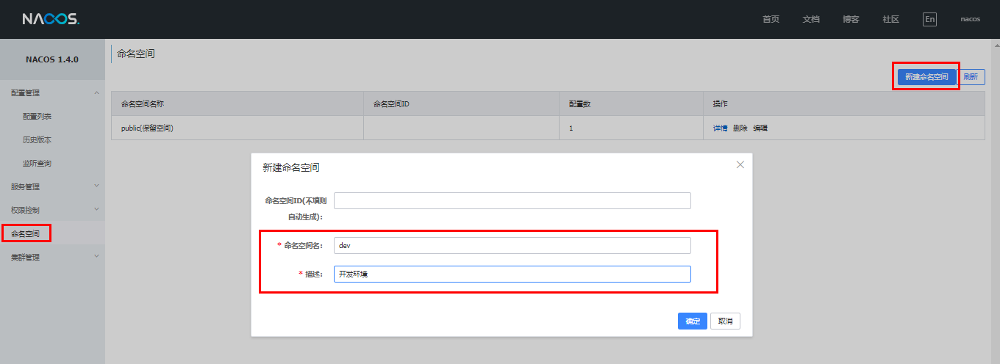 NACOS.
首页 文档 博客 社区 En nacos
NACOS 1.4.0
配置管理
配置列表
历史版本
监听查询
服务管理
权限控制
命名空间
集群管理
命名空间
新建命名空间 刷新
命名空间名称 命名空间ID 配置数 操作
public(保留空间) 1 详情 删除 编辑
新建命名空间
命名空间ID(不填则
自动生成)：
* 命名空间名： dev
* 描述： 开发环境
确定 取消